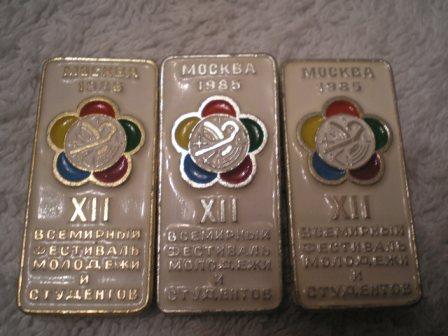 МОСКВА
1985
XII
ВСЕМИРНЫЙ
ФЕСТИВАЛЬ
МОЛОДЕЖИ
И
СТУДЕНТОВ
МОСКВА
1985
XII
ВСЕМИРНЫЙ
ФЕСТИВАЛЬ
МОЛОДЕЖИ
И
СТУДЕНТОВ
МОСКВА
1985
XII
ВСЕМИРНЫЙ
ФЕСТИВАЛЬ
МОЛОДЕЖИ
И
СТУДЕНТОВ